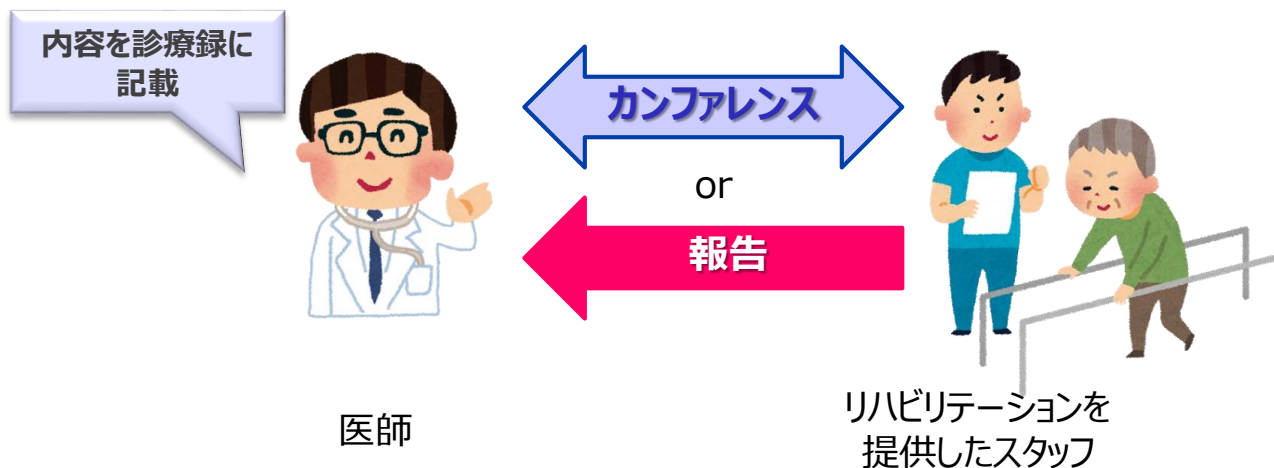 内容を診療録に
記載
カンファレンス
or
報告
医師
リハビリテーションを
提供したスタッフ